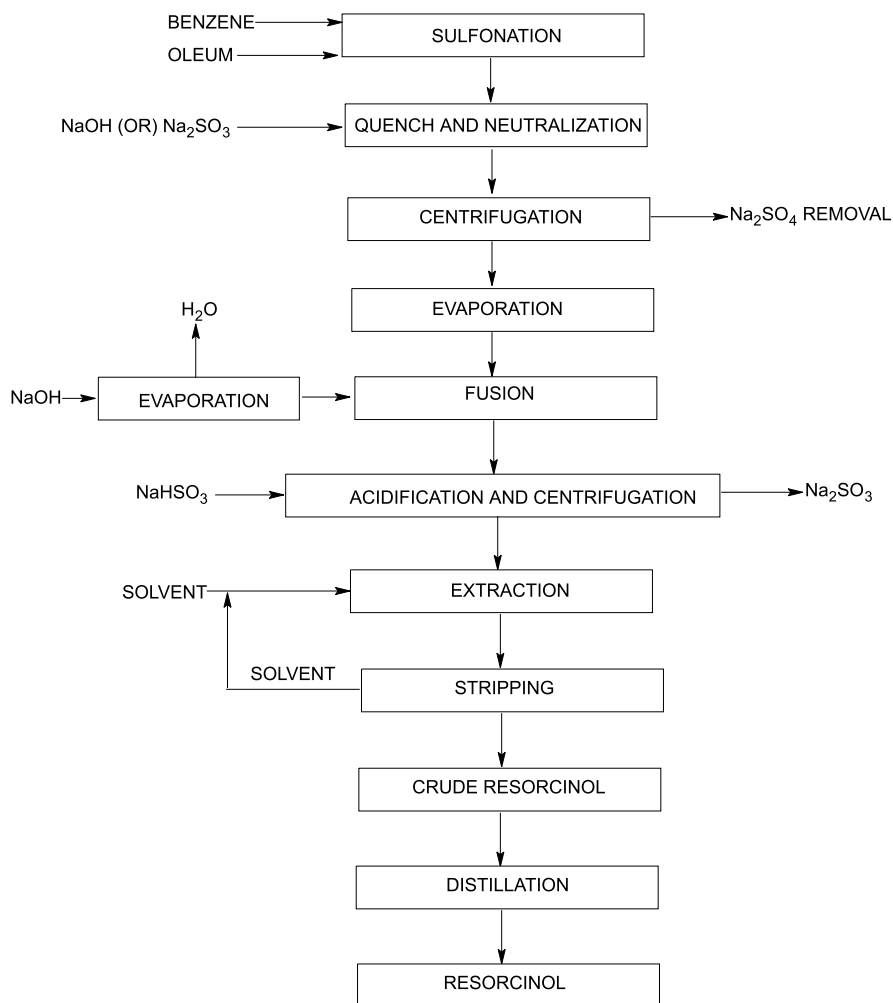 BENZENE
OLEUM
SULFONATION
NaOH (OR) Na₂SO₃
QUENCH AND NEUTRALIZATION
CENTRIFUGATION
Na₂SO₄ REMOVAL
EVAPORATION
H₂O
NaOH
EVAPORATION
FUSION
NaHSO₃
ACIDIFICATION AND CENTRIFUGATION
Na₂SO₃
SOLVENT
EXTRACTION
SOLVENT
STRIPPING
CRUDE RESORCINOL
DISTILLATION
RESORCINOL